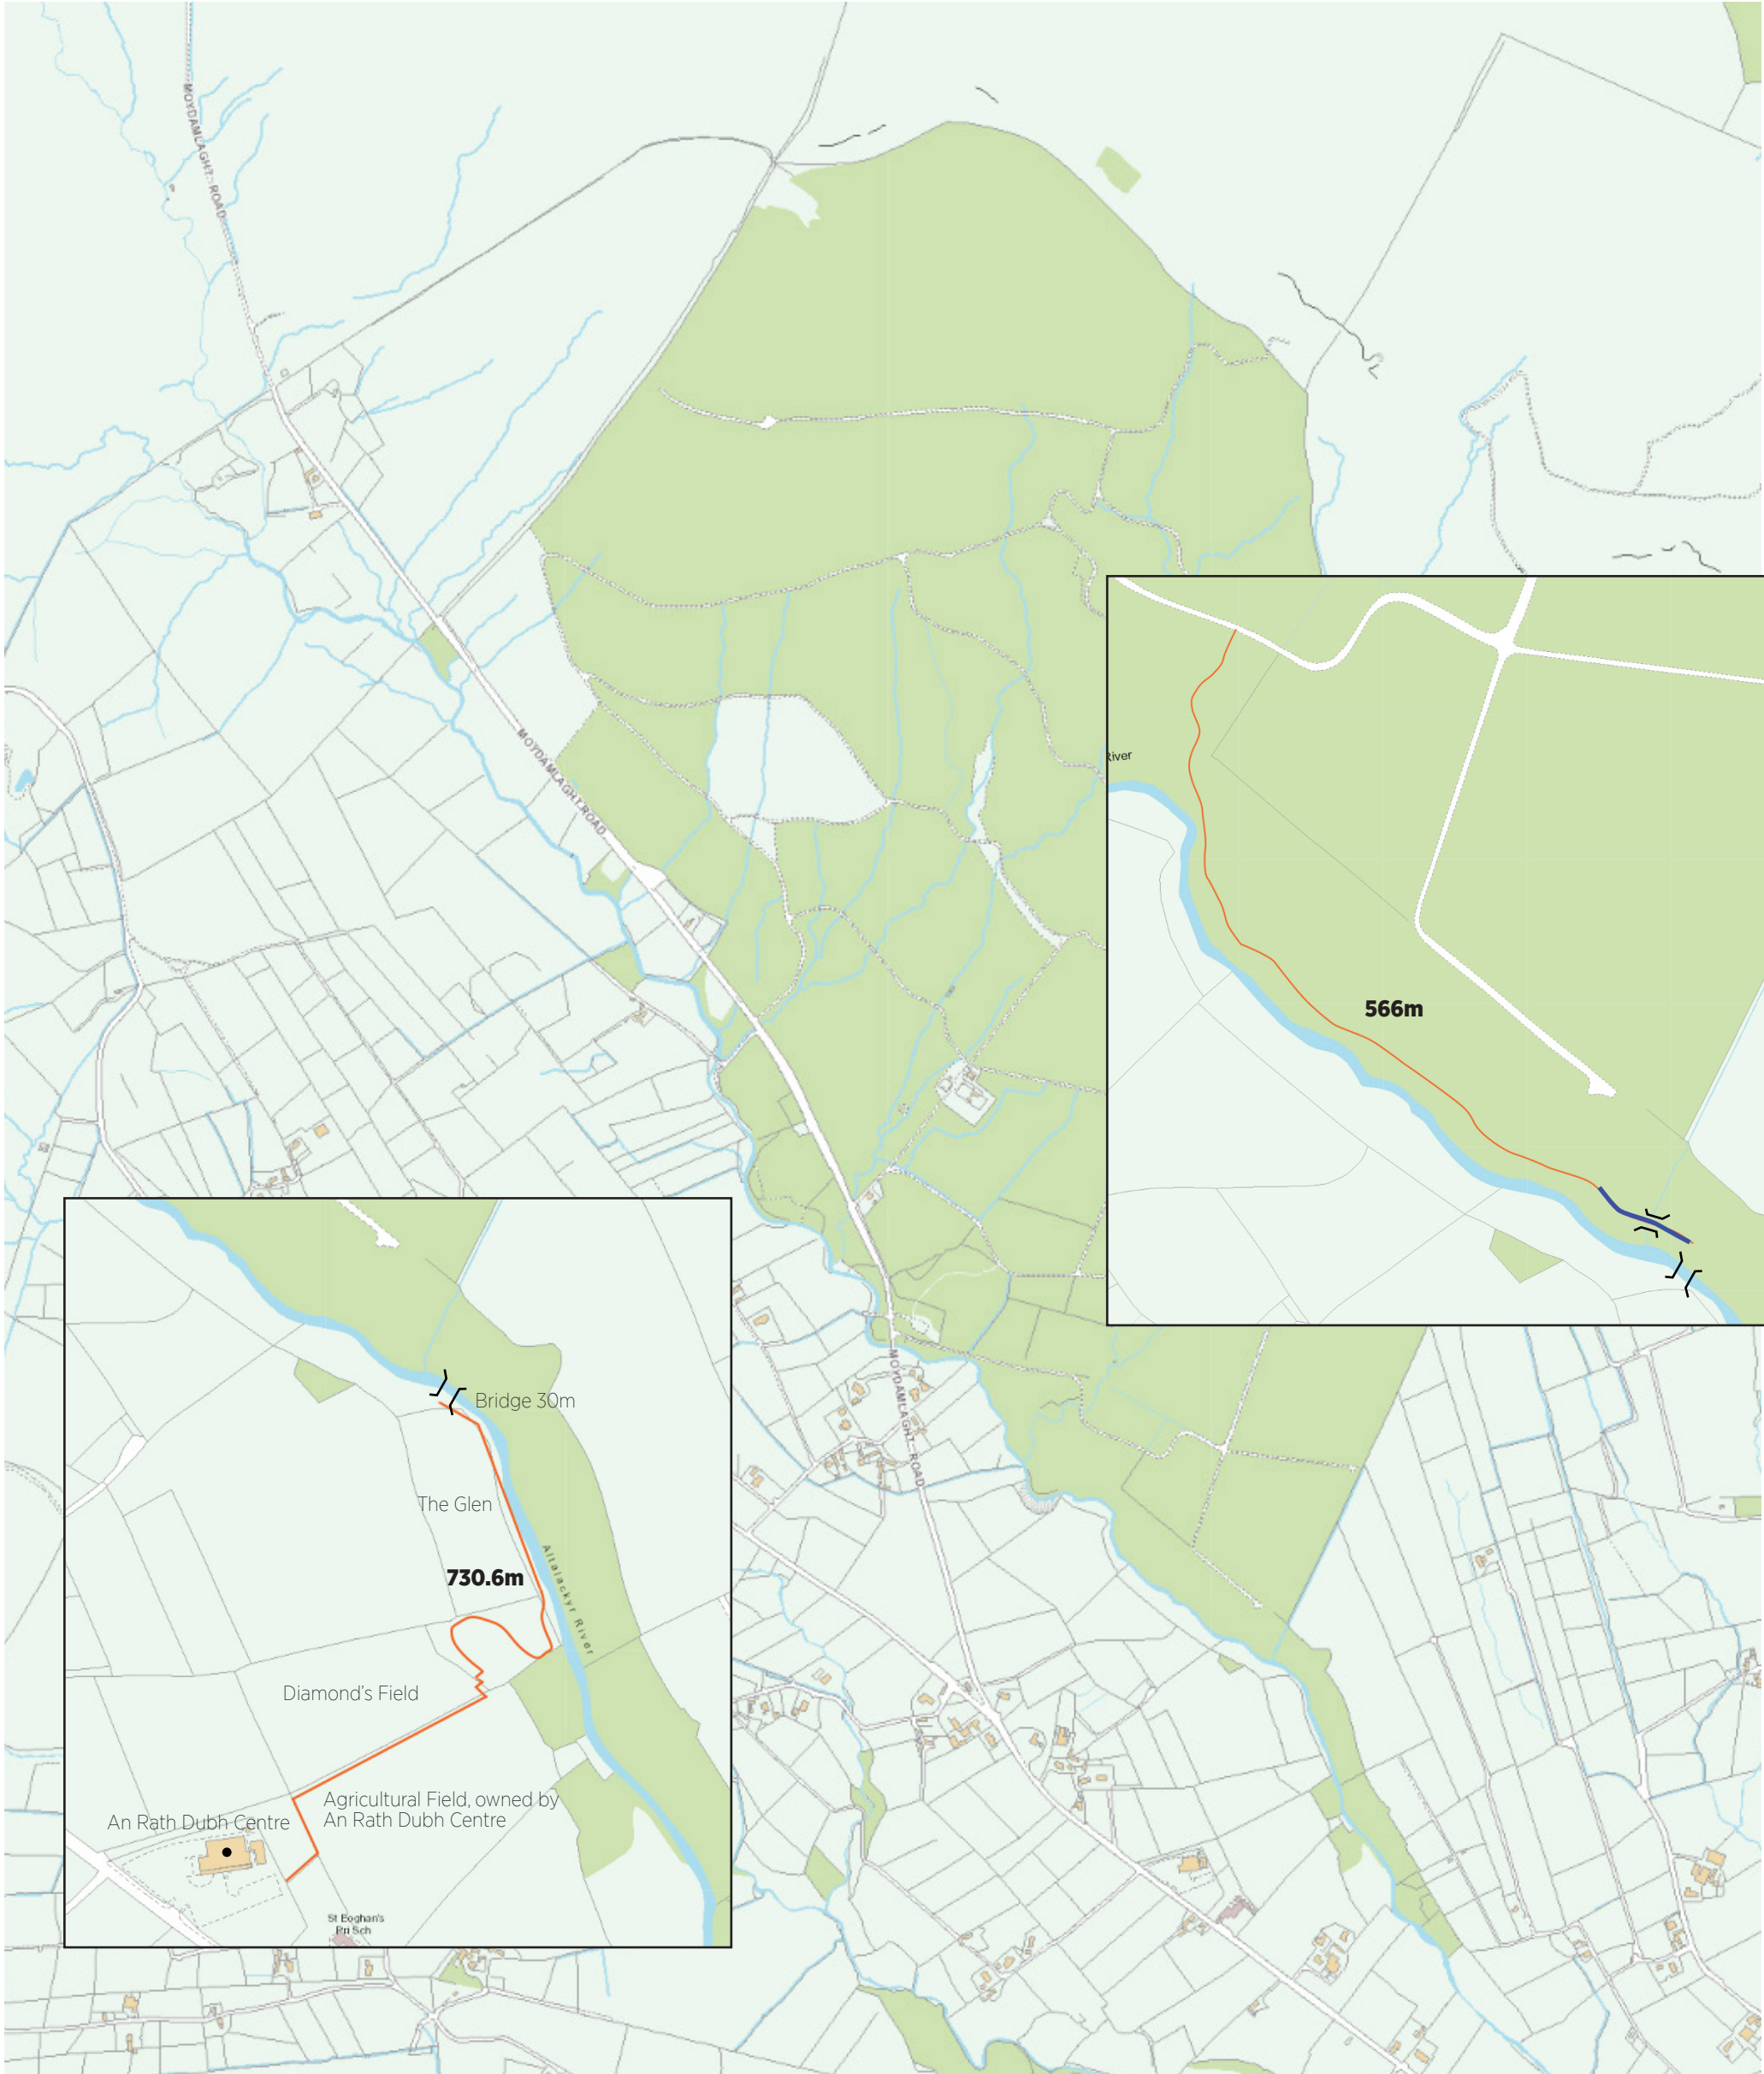 MOYDAMLAGHT ROAD
MOYDAMLAGHT ROAD
River
566m
Bridge 30m
MOYDAMLAGHT ROAD
The Glen
730.6m
Altalackyr River
Diamond's Field
Agricultural Field, owned by
An Rath Dubh Centre
An Rath Dubh Centre
St Eoghan's
Pri Sch